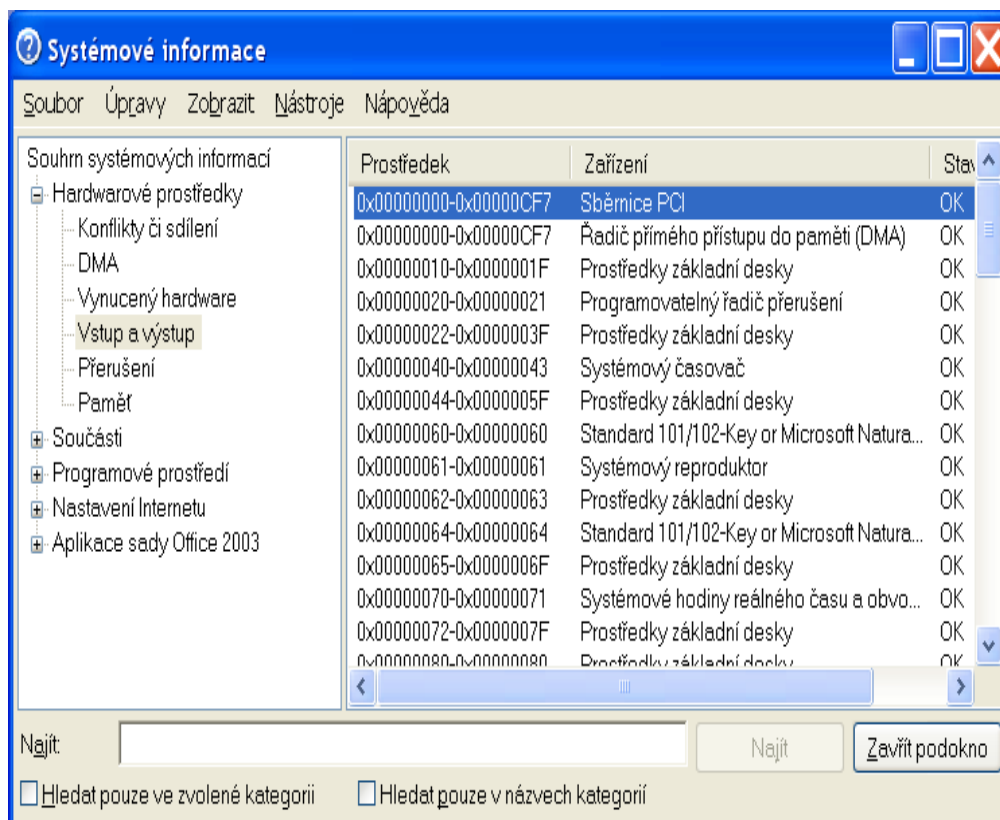 Systémové informace
Soubor Úpravy Zobrazit Nástroje Nápověda
Souhrn systémových informací
Hardwarové prostředky
Konflikty či sdílení
DMA
Vynucený hardware
Vstup a výstup
Přerušení
Paměť
Součásti
Programové prostředí
Nastavení Internetu
Aplikace sady Office 2003
Prostředek Zařízení Stav
0x00000000-0x00000CF7 Sběrnice PCI OK
0x00000000-0x00000CF7 Řadič přímého přístupu do paměti (DMA) OK
0x00000010-0x0000001F Prostředky základní desky OK
0x00000020-0x00000021 Programovatelný řadič přerušení OK
0x00000022-0x0000003F Prostředky základní desky OK
0x00000040-0x00000043 Systémový časovač OK
0x00000044-0x0000005F Prostředky základní desky OK
0x00000060-0x00000060 Standard 101/102-Key or Microsoft Natura... OK
0x00000061-0x00000061 Systémový reproduktor OK
0x00000062-0x00000063 Prostředky základní desky OK
0x00000064-0x00000064 Standard 101/102-Key or Microsoft Natura... OK
0x00000065-0x0000006F Prostředky základní desky OK
0x00000070-0x00000071 Systémové hodiny reálného času a obvo... OK
0x00000072-0x0000007F Prostředky základní desky OK
0x00000080-0x00000080 Prostředky základní desky OK
Najít: Najít Zavřít podokno
Hledat pouze ve zvolené kategorii Hledat pouze v názvech kategorií